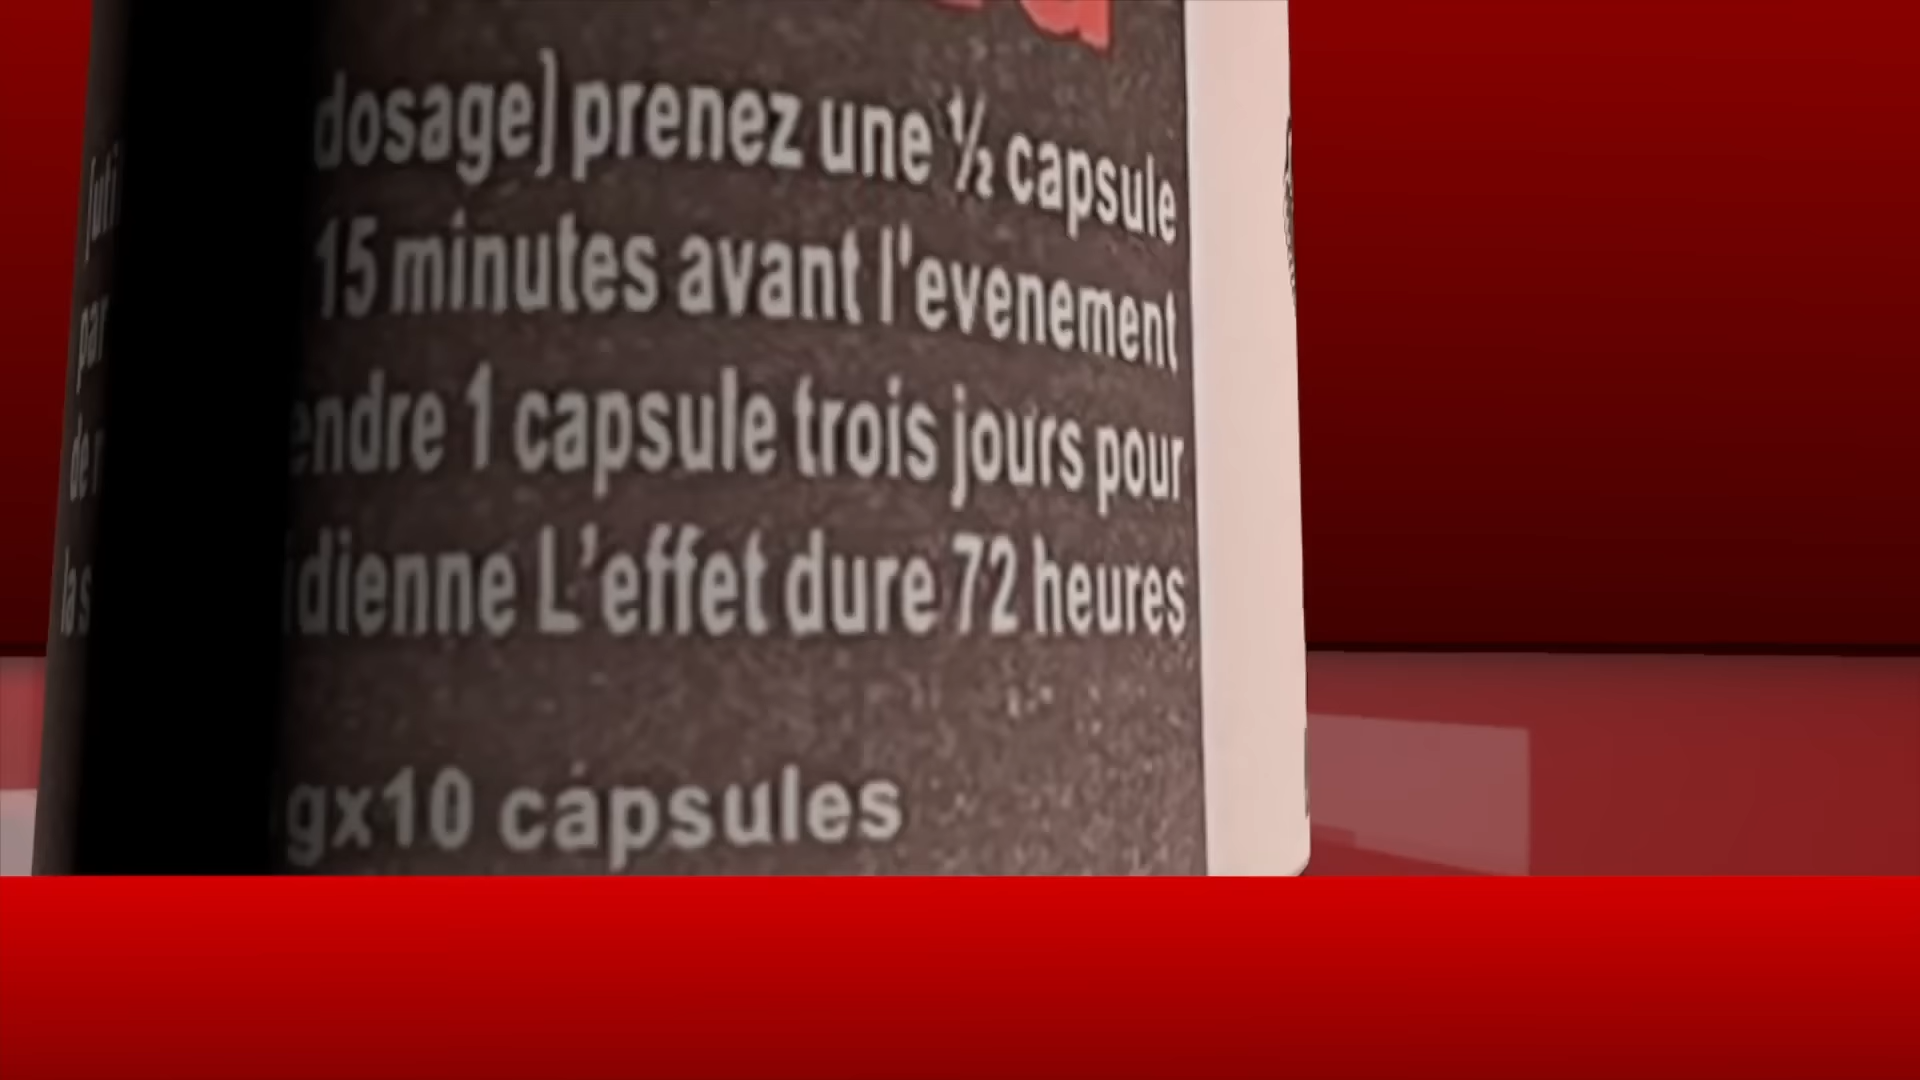 dosage) prenez une ½ capsule
15 minutes avant l'evenement
endre 1 capsule trois jours pour
dienne L'effet dure 72 heures
gx10 capsules